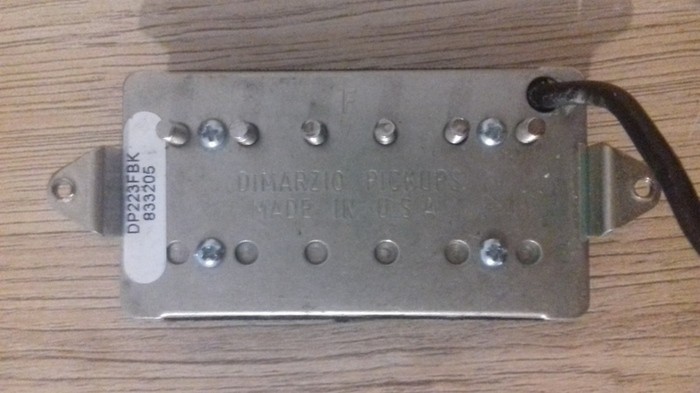 F
DIMARZIO PICKUPS
MADE IN U S A
DP223FBK
833205